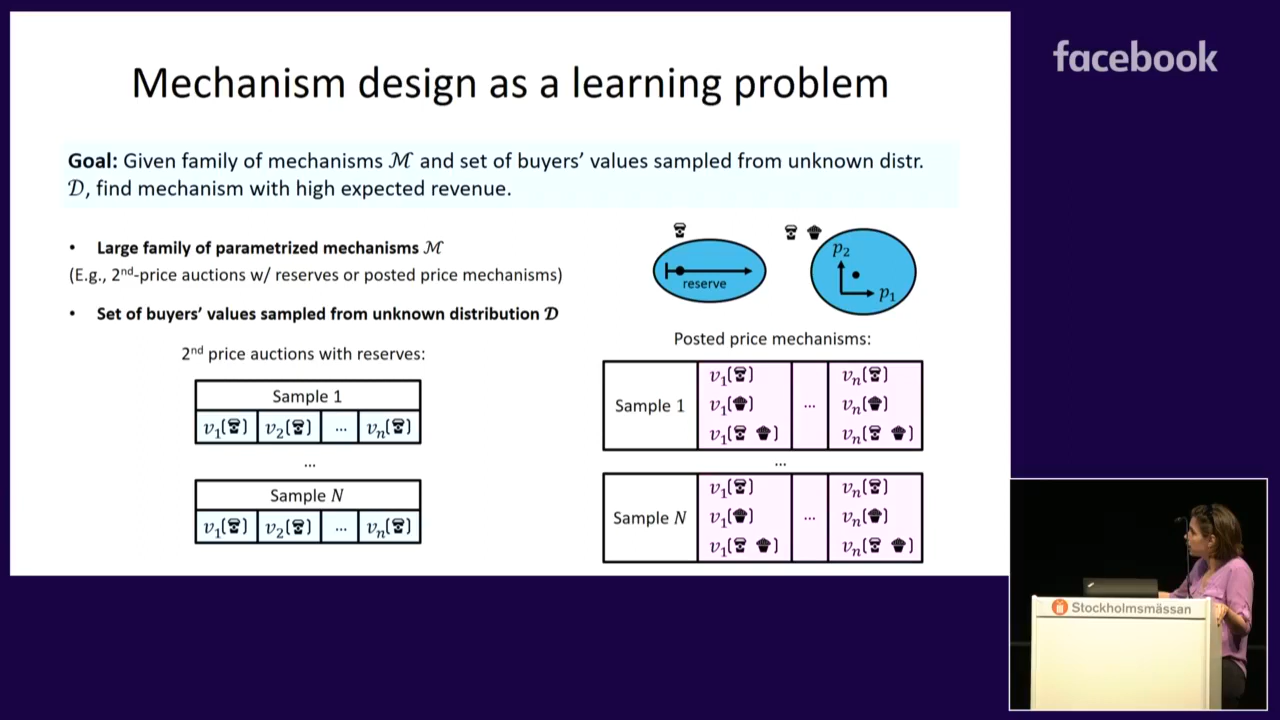 Mechanism design as a learning problem
facebook
Goal: Given family of mechanisms ℳ and set of buyers' values sampled from unknown distr.
𝒟, find mechanism with high expected revenue.
• Large family of parametrized mechanisms ℳ
(E.g., 2nd-price auctions w/ reserves or posted price mechanisms)
reserve
p2
p1
• Set of buyers' values sampled from unknown distribution 𝒟
2nd price auctions with reserves:
Sample 1
v1( ) v2( ) ... vn( )
...
Sample N
v1( ) v2( ) ... vn( )
Posted price mechanisms:
Sample 1
v1( )
v1( )
v1( )
...
vn( )
vn( )
vn( )
...
Sample N
v1( )
v1( )
v1( )
...
vn( )
vn( )
vn( )
Stockholmsmässan